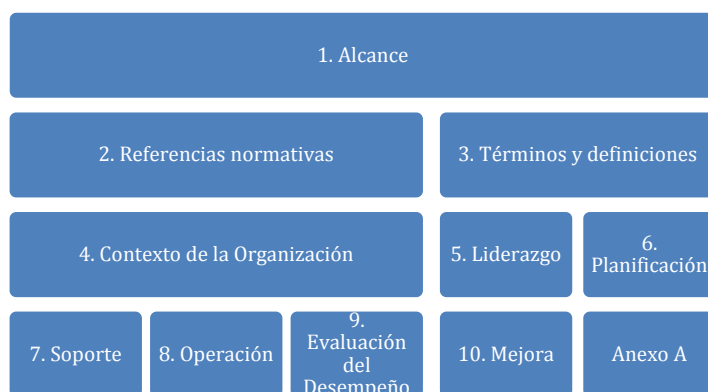 1. Alcance
2. Referencias normativas
3. Términos y definiciones
4. Contexto de la Organización
5. Liderazgo
6.
Planificación
7. Soporte
8. Operación
9.
Evaluación
del
Desempeño
10. Mejora
Anexo A